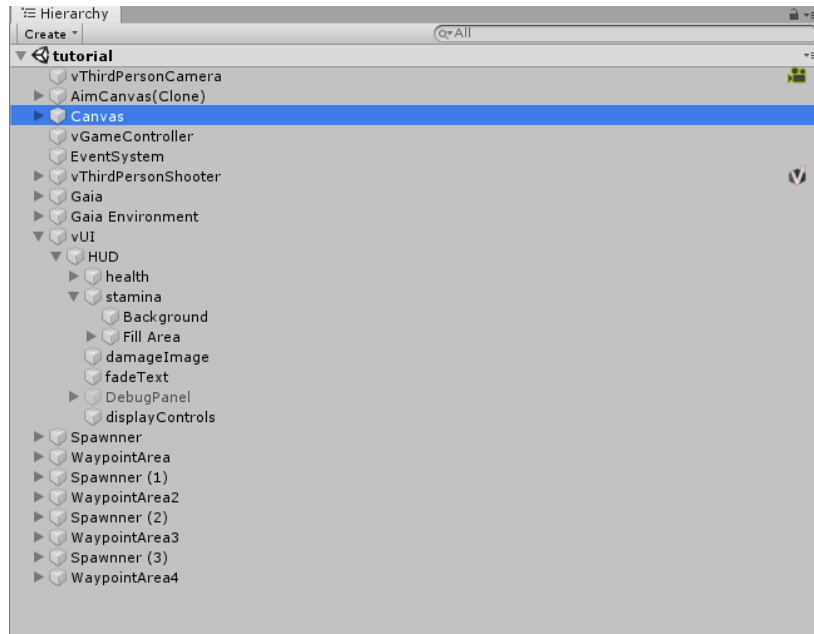 Hierarchy
Create All
tutorial
vThirdPersonCamera
AimCanvas(Clone)
Canvas
vGameController
EventSystem
vThirdPersonShooter
Gaia
Gaia Environment
vUI
HUD
health
stamina
Background
Fill Area
damageImage
fadeText
DebugPanel
displayControls
Spawnner
WaypointArea
Spawnner (1)
WaypointArea2
Spawnner (2)
WaypointArea3
Spawnner (3)
WaypointArea4